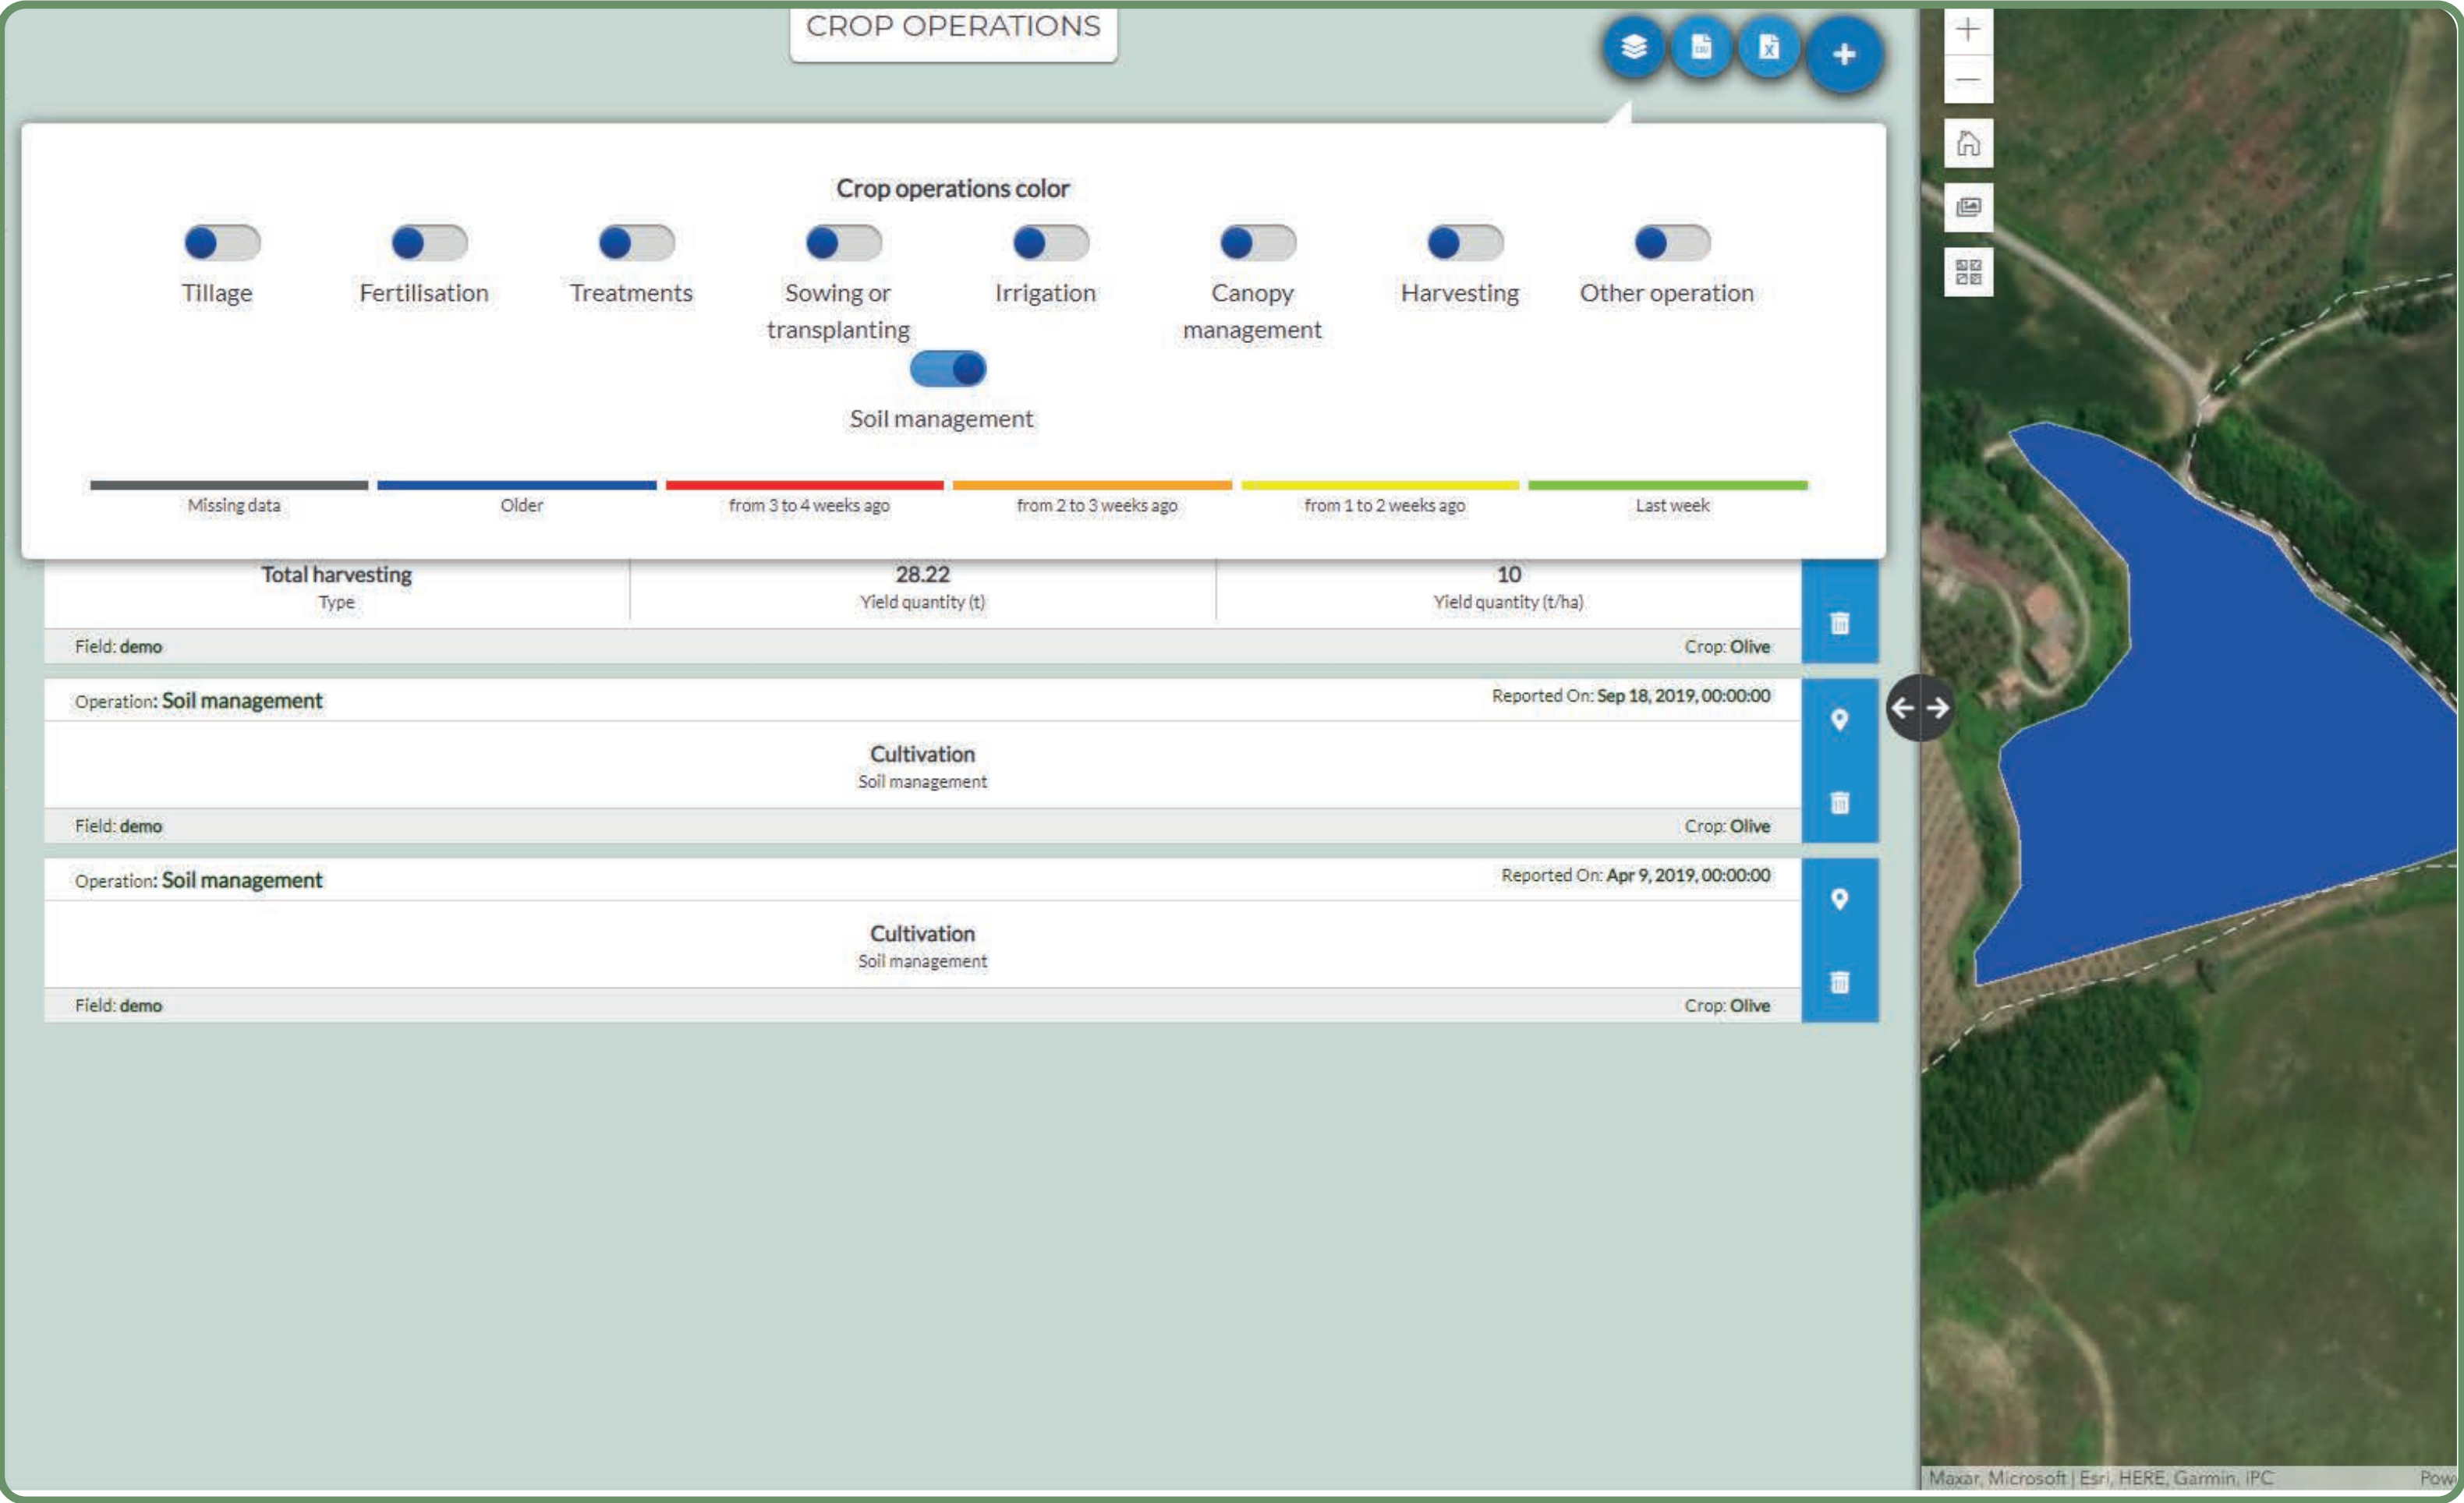 CROP OPERATIONS
Crop operations color
Tillage
Fertilisation
Treatments
Sowing or
transplanting
Irrigation
Canopy
management
Harvesting
Other operation
Soil management
Missing data
Older
from 3 to 4 weeks ago
from 2 to 3 weeks ago
from 1 to 2 weeks ago
Last week
Total harvesting
Type
28.22
Yield quantity (t)
10
Yield quantity (t/ha)
Field: demo
Crop: Olive
Operation: Soil management
Reported On: Sep 18, 2019, 00:00:00
Cultivation
Soil management
Field: demo
Crop: Olive
Operation: Soil management
Reported On: Apr 9, 2019, 00:00:00
Cultivation
Soil management
Field: demo
Crop: Olive
Maxar, Microsoft | Esri, HERE, Garmin, iPC